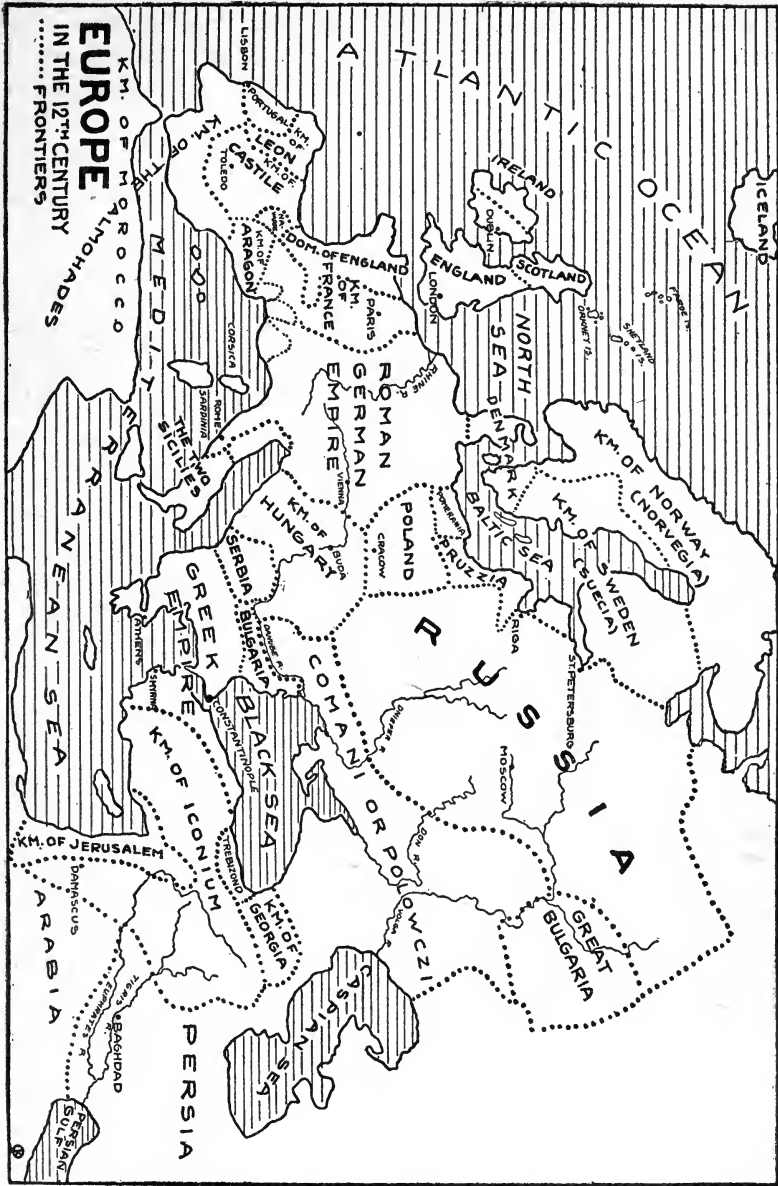 EUROPE
IN THE 12TH CENTURY
FRONTIERS
ATLANTIC OCEAN
ICELAND
FAROE IS.
SHETLAND IS.
ORKNEY IS.
IRELAND
DUBLIN
SCOTLAND
ENGLAND
LONDON
NORTH SEA
DENMARK
BALTIC SEA
KM. OF NORWAY
(NORVEGIA)
KM. OF SWEDEN
(SUECIA)
LISBON
PORTUGAL
KM. OF
LEON
KM. OF
CASTILE
TOLEDO
KM. OF
ARAGON
KM. OF THE ALMOHADES
KM. OF MOROCCO
DOM. OF ENGLAND
KM. OF
FRANCE
PARIS
RHINE R.
ROMAN
GERMAN
EMPIRE
VIENNA
CORSICA
SARDINIA
ROME
THE TWO
SICILIES
MEDITERRANEAN SEA
POMERANIA
PRUZZIA
POLAND
CRACOW
KM. OF
HUNGARY
BUDA
SERBIA
BULGARIA
DANUBE R.
GREEK
EMPIRE
ATHENS
SMYRNA
CONSTANTINOPLE
BLACK SEA
RUSSIA
RIGA
ST. PETERSBURG
MOSCOW
DNIEPER R.
DON R.
VOLGA R.
COMANI OR POLOWCZI
GREAT
BULGARIA
KM. OF ICONIUM
TREBIZOND
KM. OF
GEORGIA
CASPIAN SEA
KM. OF JERUSALEM
DAMASCUS
ARABIA
TIGRIS R.
EUPHRATES R.
BAGHDAD
PERSIA
PERSIAN
GULF